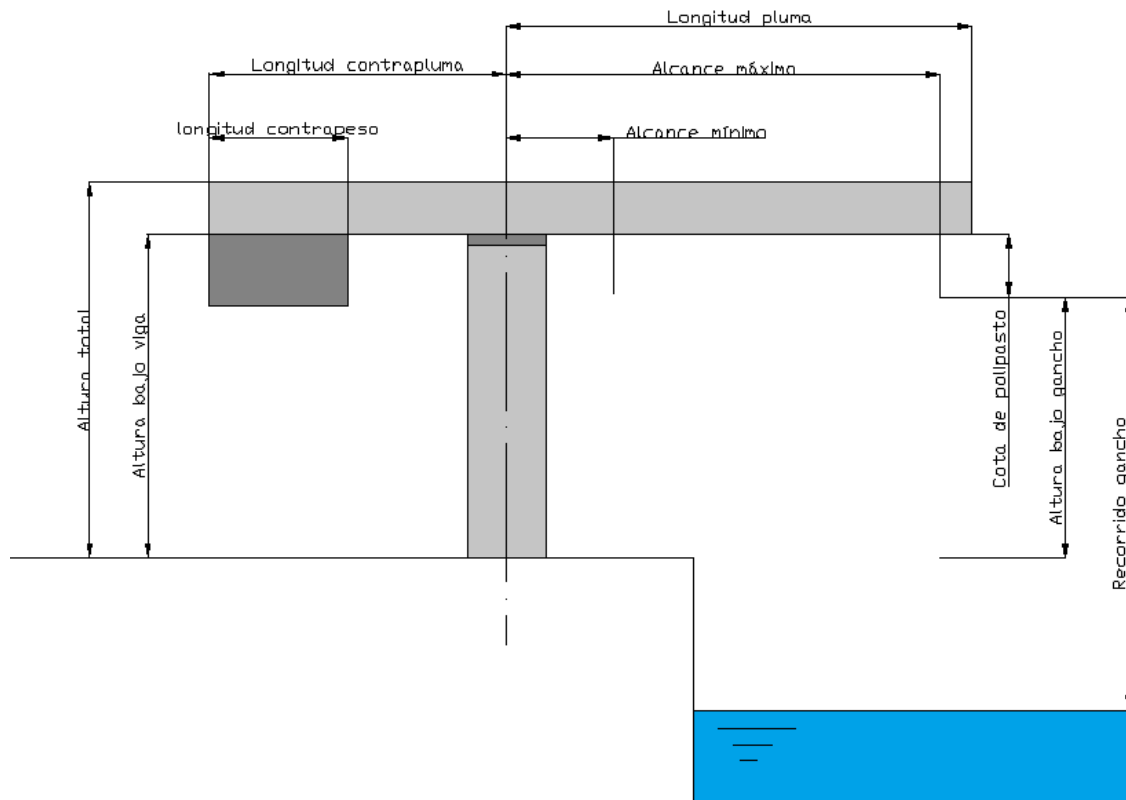 Longitud pluma
Longitud contrapluma
Alcance máximo
longitud contrapeso
Alcance mínimo
Altura total
Altura bajo viga
Cota de polipasto
Altura bajo gancho
Recorrido gancho